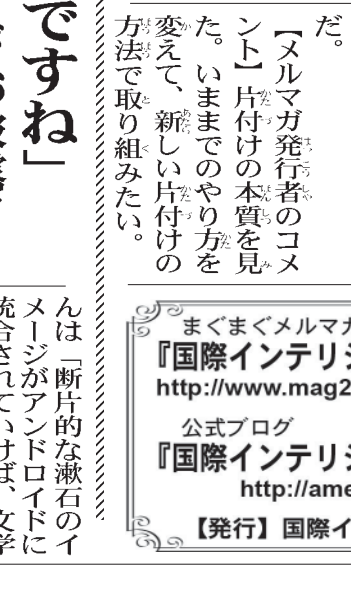 だ。
【メルマガ発行者のコメ
ント】片付けの本質を見
た。いままでのやり方を
変えて、新しい片付けの
方法で取り組みたい。
ですね」
まぐまぐメルマガ
『国際インテリジ
http://www.mag2
公式ブログ
『国際インテリジ
http://ame
【発行】国際イ
んは「断片的な漱石のイ
メージがアンドロイドに
統合されていけば、文学